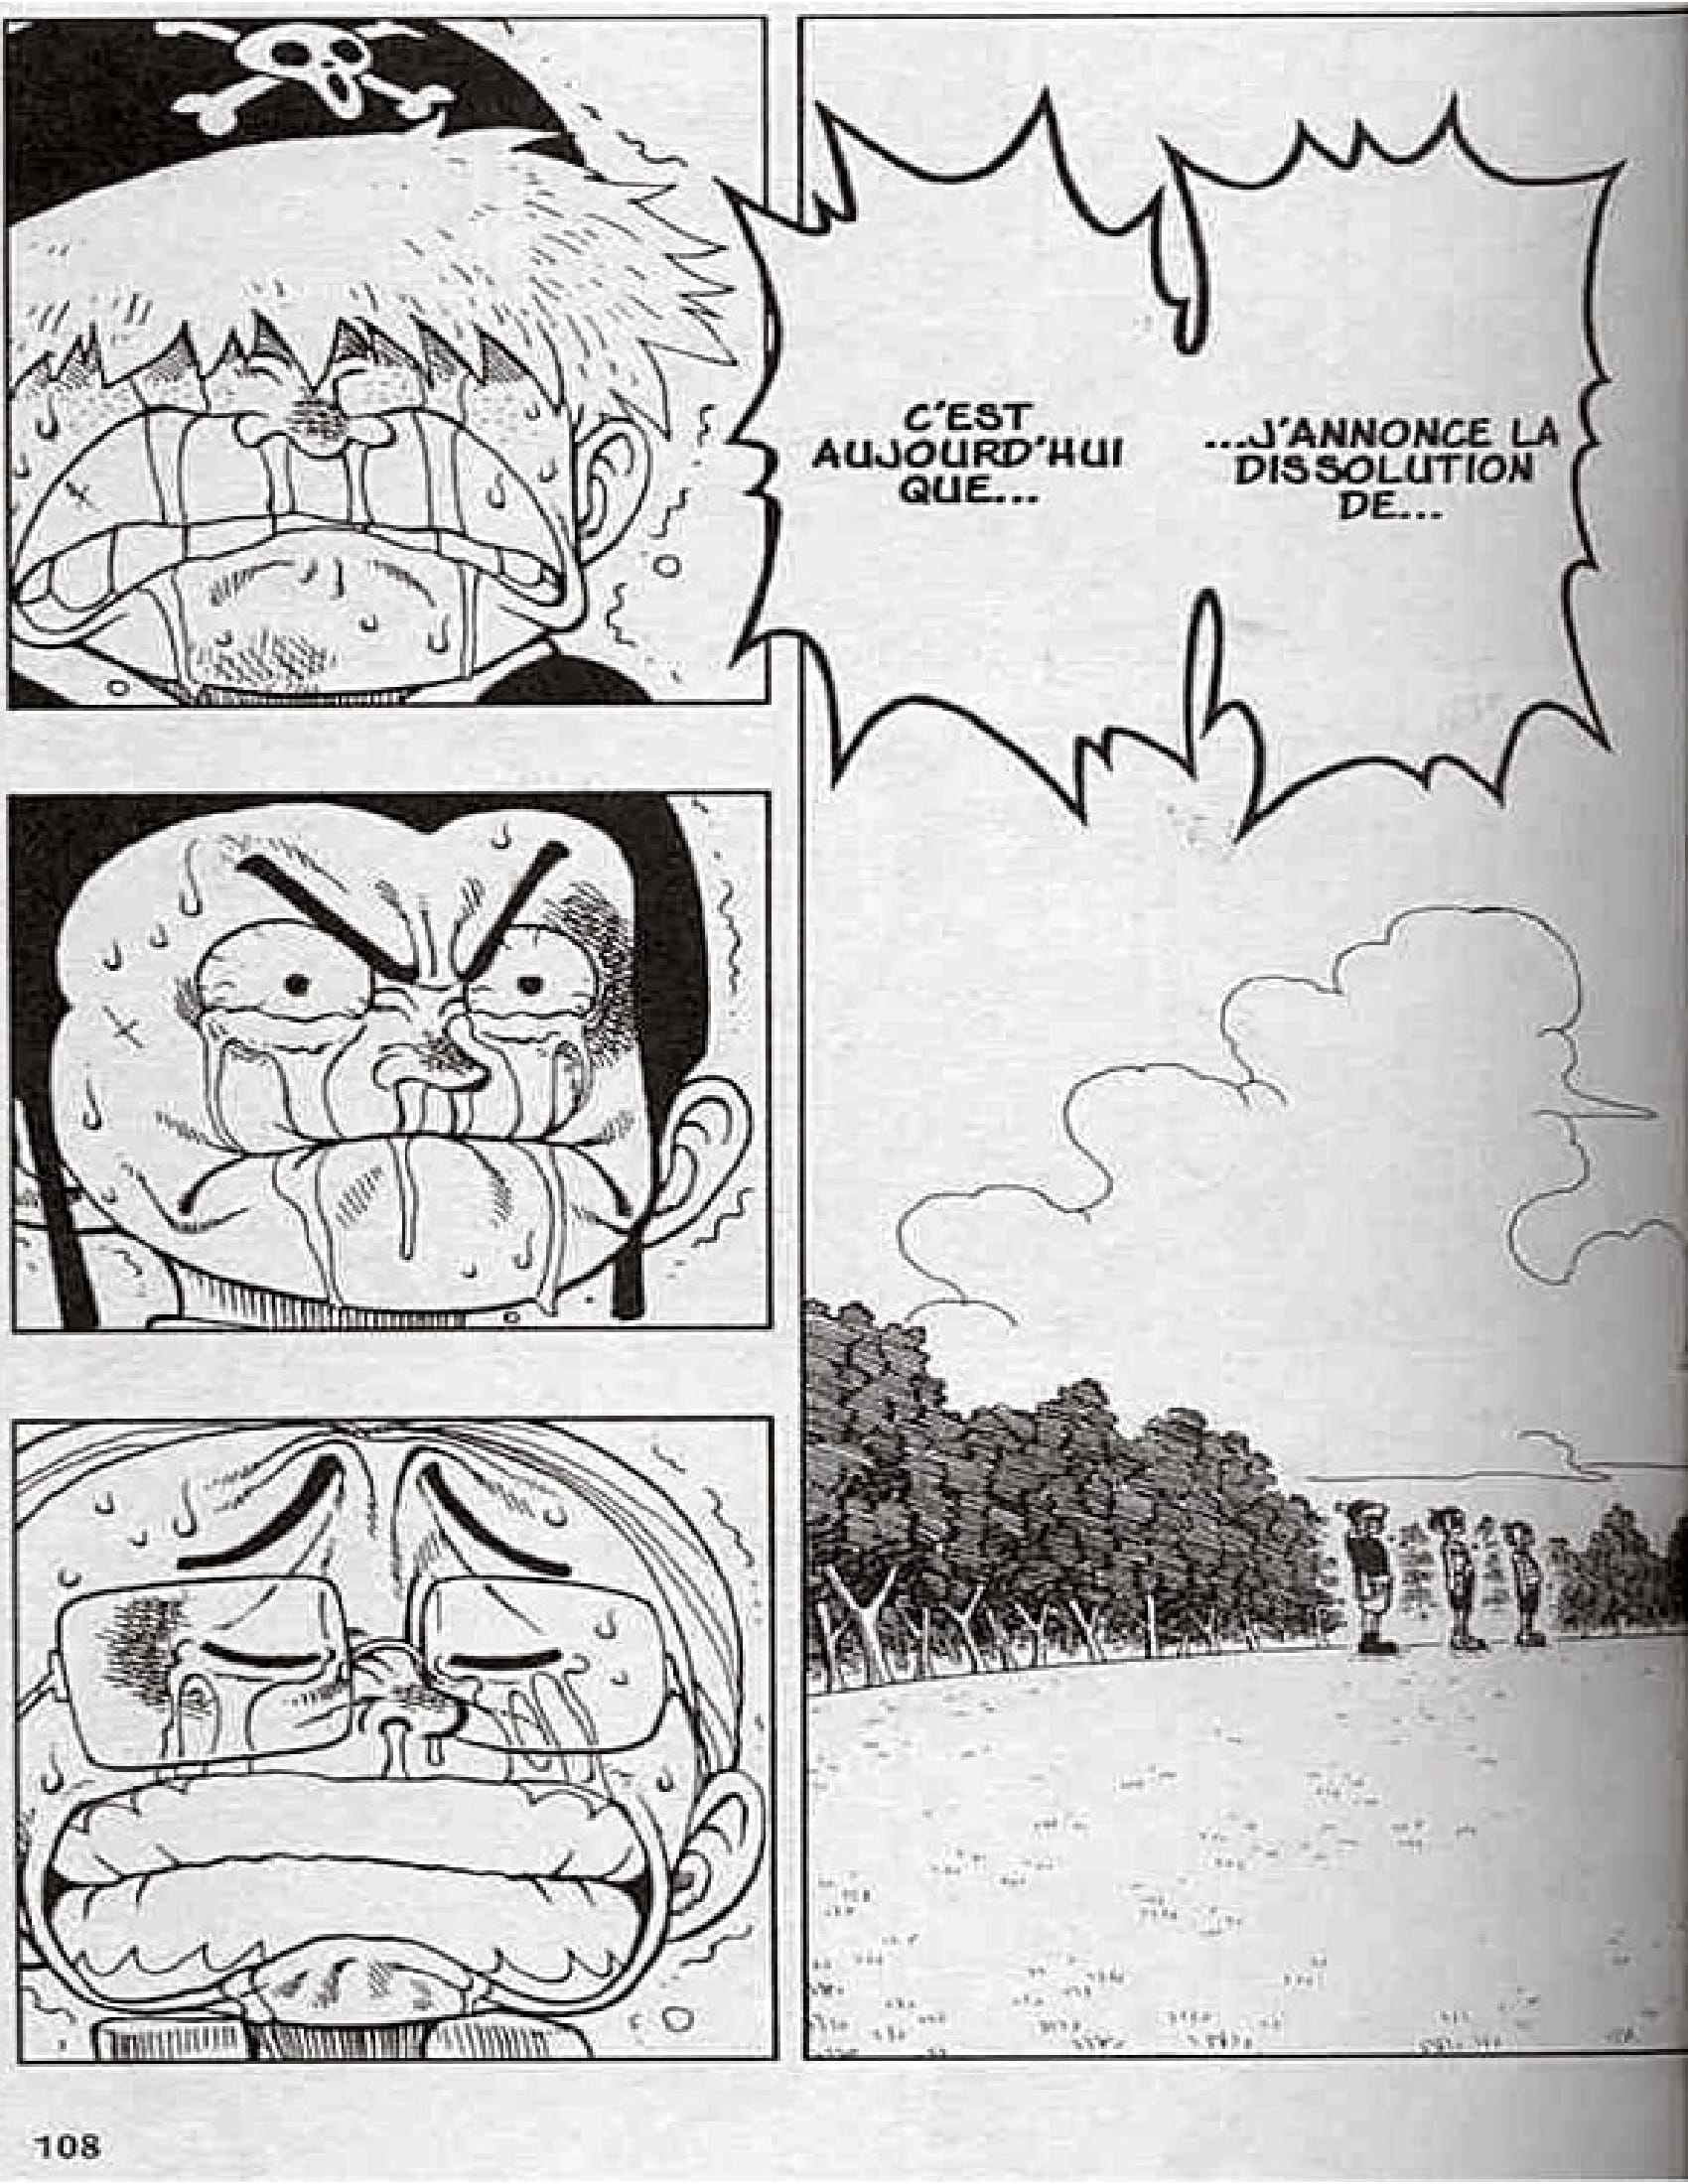 C'EST
AUJOURD'HUI
QUE...
...J'ANNONCE LA
DISSOLUTION
DE...
108